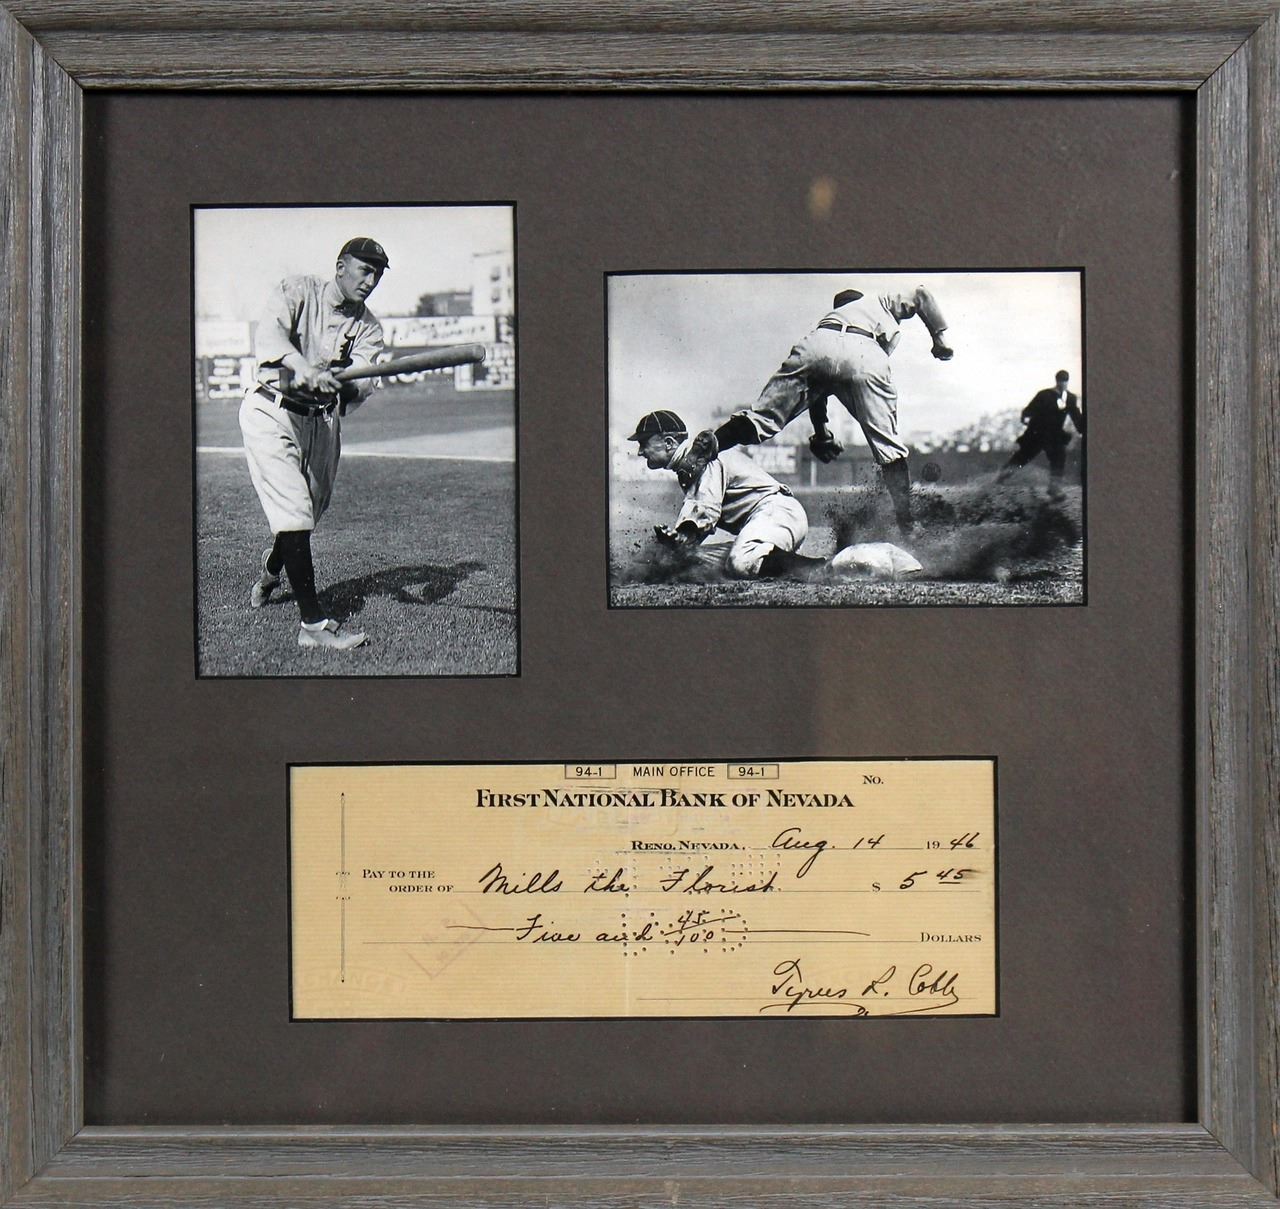 94-1 MAIN OFFICE 94-1
No.
FIRST NATIONAL BANK OF NEVADA
RENO, NEVADA, Aug. 14 1946
PAY TO THE
ORDER OF Mills the Florist $ 5 45
Five and 45/100 DOLLARS
Tyrus R. Cobb